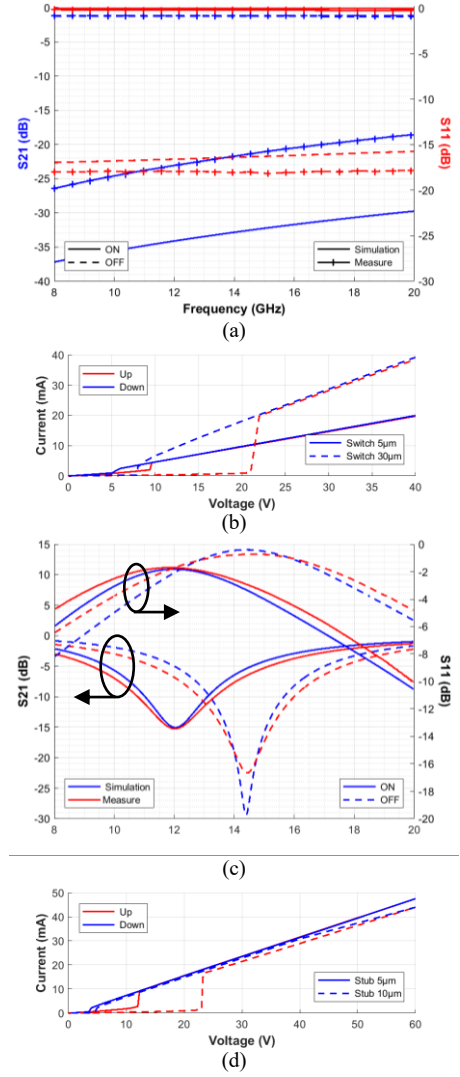 0
-5
-10
-15
-20
-25
-30
-35
-40
S21 (dB)
0
-5
-10
-15
-20
-25
-30
S11 (dB)
ON
OFF
Simulation
Measure
8
10
12
14
16
18
20
Frequency (GHz)
(a)
40
30
20
10
0
Current (mA)
Up
Down
Switch 5µm
Switch 30µm
0
5
10
15
20
25
30
35
40
Voltage (V)
(b)
15
10
5
0
-5
-10
-15
-20
-25
-30
S21 (dB)
0
-2
-4
-6
-8
-10
-12
-14
-16
-18
-20
S11 (dB)
Simulation
Measure
ON
OFF
8
10
12
14
16
18
20
(c)
50
40
30
20
10
0
Current (mA)
Up
Down
Stub 5µm
Stub 10µm
0
10
20
30
40
50
60
Voltage (V)
(d)